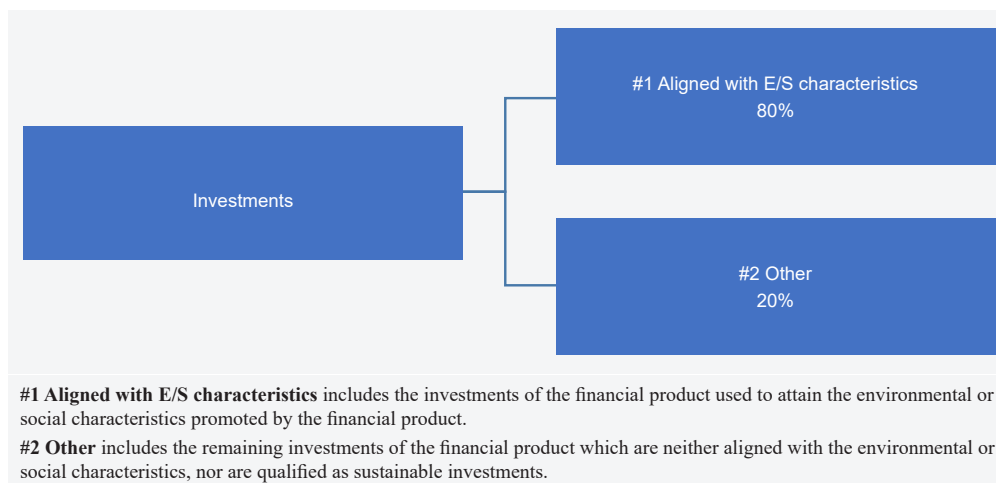 #1 Aligned with E/S characteristics
80%
Investments
#2 Other
20%
#1 Aligned with E/S characteristics includes the investments of the financial product used to attain the environmental or
social characteristics promoted by the financial product.
#2 Other includes the remaining investments of the financial product which are neither aligned with the environmental or
social characteristics, nor are qualified as sustainable investments.